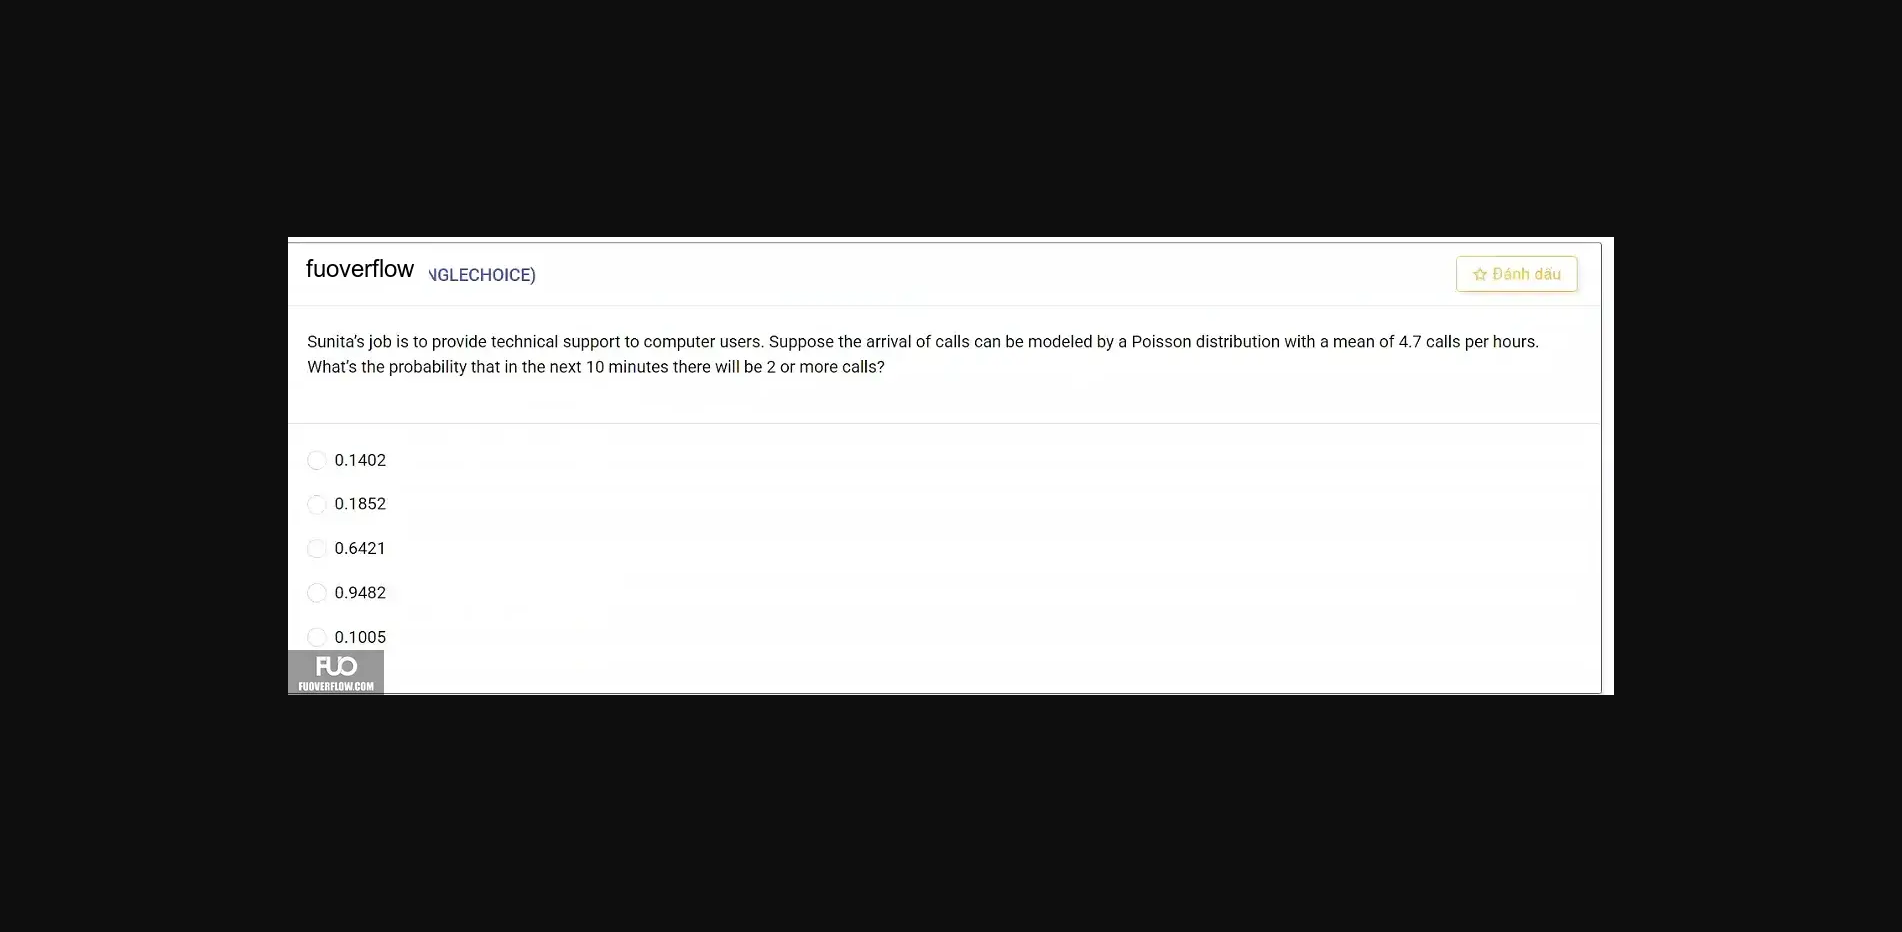 fuoverflow NGLECHOICE)
Đánh dấu
Sunita's job is to provide technical support to computer users. Suppose the arrival of calls can be modeled by a Poisson distribution with a mean of 4.7 calls per hours.
What's the probability that in the next 10 minutes there will be 2 or more calls?
0.1402
0.1852
0.6421
0.9482
0.1005
FUO
FUOVERFLOW.COM